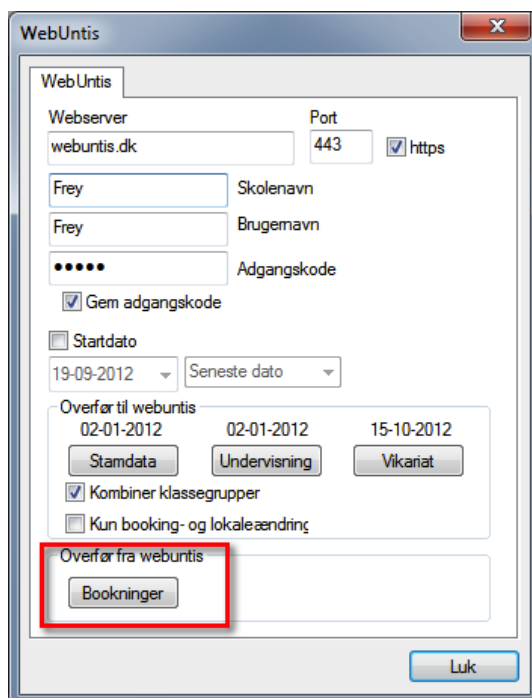 WebUntis
WebUntis
Webserver Port
webuntis.dk 443 https
Frey Skolenavn
Frey Brugernavn
●●●●● Adgangskode
Gem adgangskode
Startdato
19-09-2012 Seneste dato
Overfør til webuntis
02-01-2012 02-01-2012 15-10-2012
Stamdata Undervisning Vikariat
Kombiner klassegrupper
Kun booking- og lokaleændring
Overfør fra webuntis
Bookninger
Luk